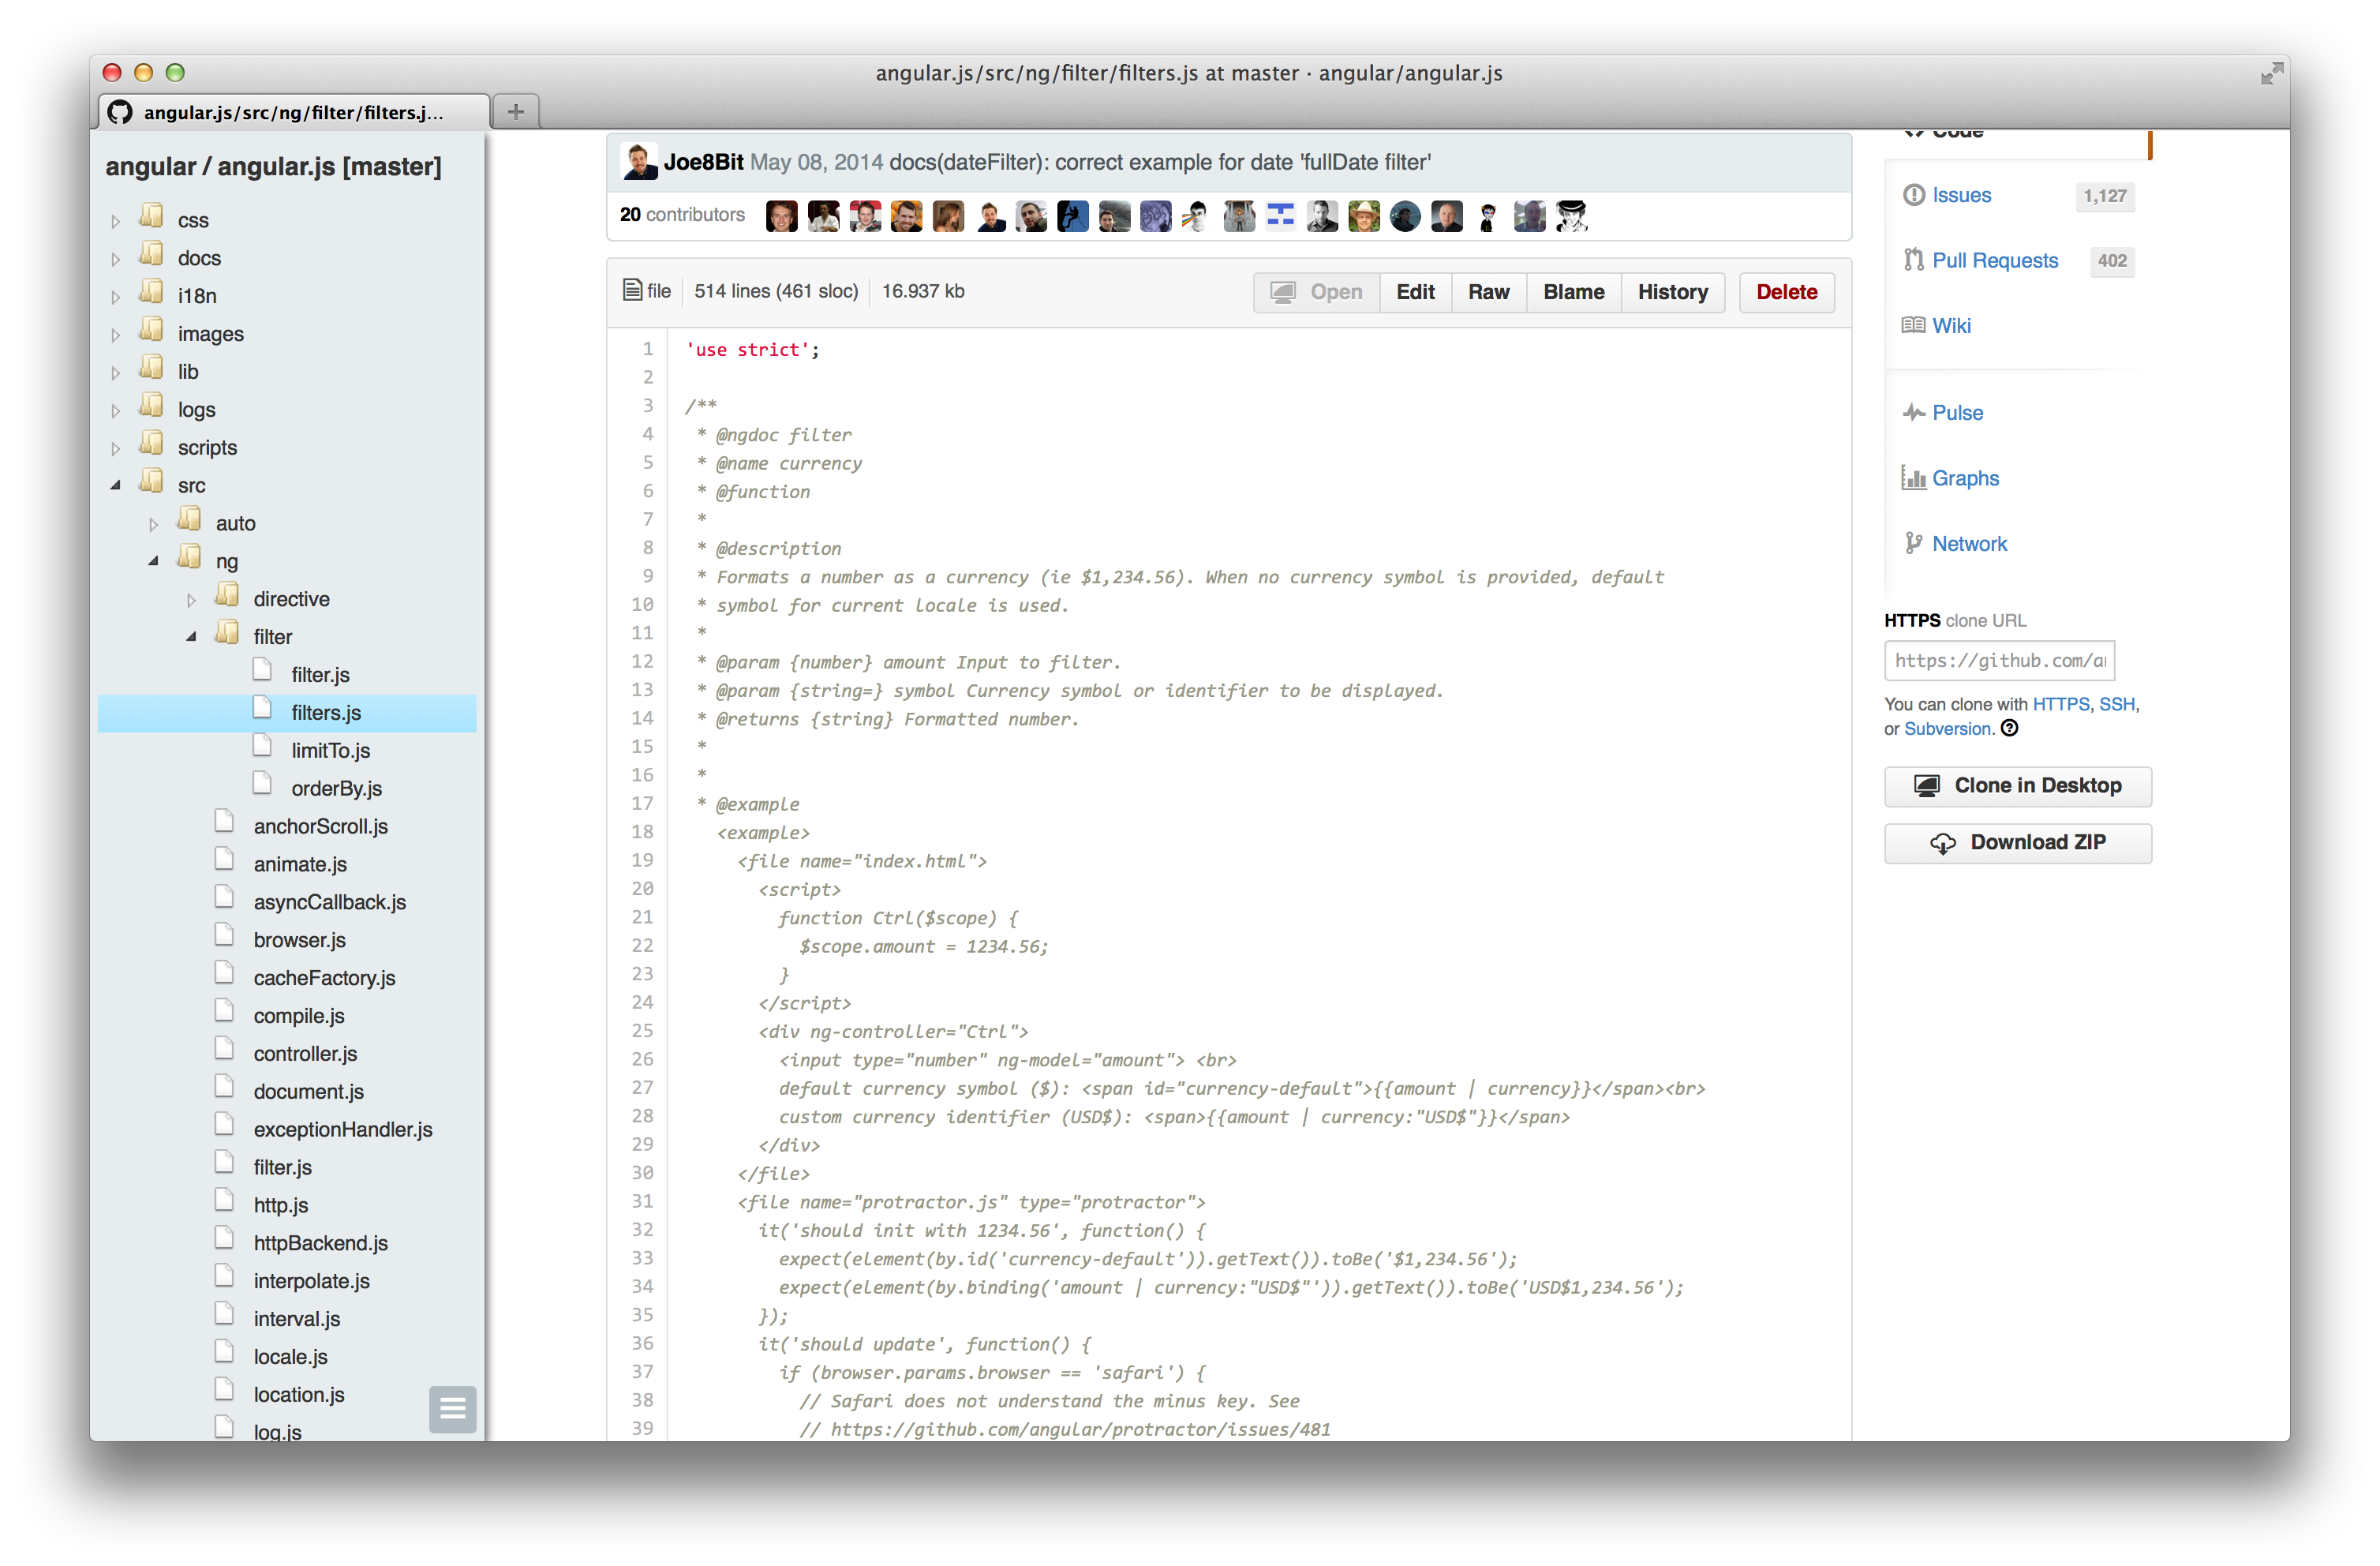 angular.js/src/ng/filter/filters.js at master · angular/angular.js
angular.js/src/ng/filter/filters.j...
angular / angular.js [master]
css
docs
i18n
images
lib
logs
scripts
src
auto
ng
directive
filter
filter.js
filters.js
limitTo.js
orderBy.js
anchorScroll.js
animate.js
asyncCallback.js
browser.js
cacheFactory.js
compile.js
controller.js
document.js
exceptionHandler.js
filter.js
http.js
httpBackend.js
interpolate.js
interval.js
locale.js
location.js
log.js
Joe8Bit May 08, 2014 docs(dateFilter): correct example for date 'fullDate filter'
20 contributors
file 514 lines (461 sloc) 16.937 kb
Open Edit Raw Blame History Delete
1 'use strict';
2
3 /**
4 * @ngdoc filter
5 * @name currency
6 * @function
7 *
8 * @description
9 * Formats a number as a currency (ie $1,234.56). When no currency symbol is provided, default
10 * symbol for current locale is used.
11 *
12 * @param {number} amount Input to filter.
13 * @param {string=} symbol Currency symbol or identifier to be displayed.
14 * @returns {string} Formatted number.
15 *
16 *
17 * @example
18 <example>
19 <file name="index.html">
20 <script>
21 function Ctrl($scope) {
22 $scope.amount = 1234.56;
23 }
24 </script>
25 <div ng-controller="Ctrl">
26 <input type="number" ng-model="amount"> <br>
27 default currency symbol ($): <span id="currency-default">{{amount | currency}}</span><br>
28 custom currency identifier (USD$): <span>{{amount | currency:"USD$"}}</span>
29 </div>
30 </file>
31 <file name="protractor.js" type="protractor">
32 it('should init with 1234.56', function() {
33 expect(element(by.id('currency-default')).getText()).toBe('$1,234.56');
34 expect(element(by.binding('amount | currency:"USD$"')).getText()).toBe('USD$1,234.56');
35 });
36 it('should update', function() {
37 if (browser.params.browser == 'safari') {
38 // Safari does not understand the minus key. See
39 // https://github.com/angular/protractor/issues/481
Code
Issues 1,127
Pull Requests 402
Wiki
Pulse
Graphs
Network
HTTPS clone URL
https://github.com/a
You can clone with HTTPS, SSH,
or Subversion.
Clone in Desktop
Download ZIP